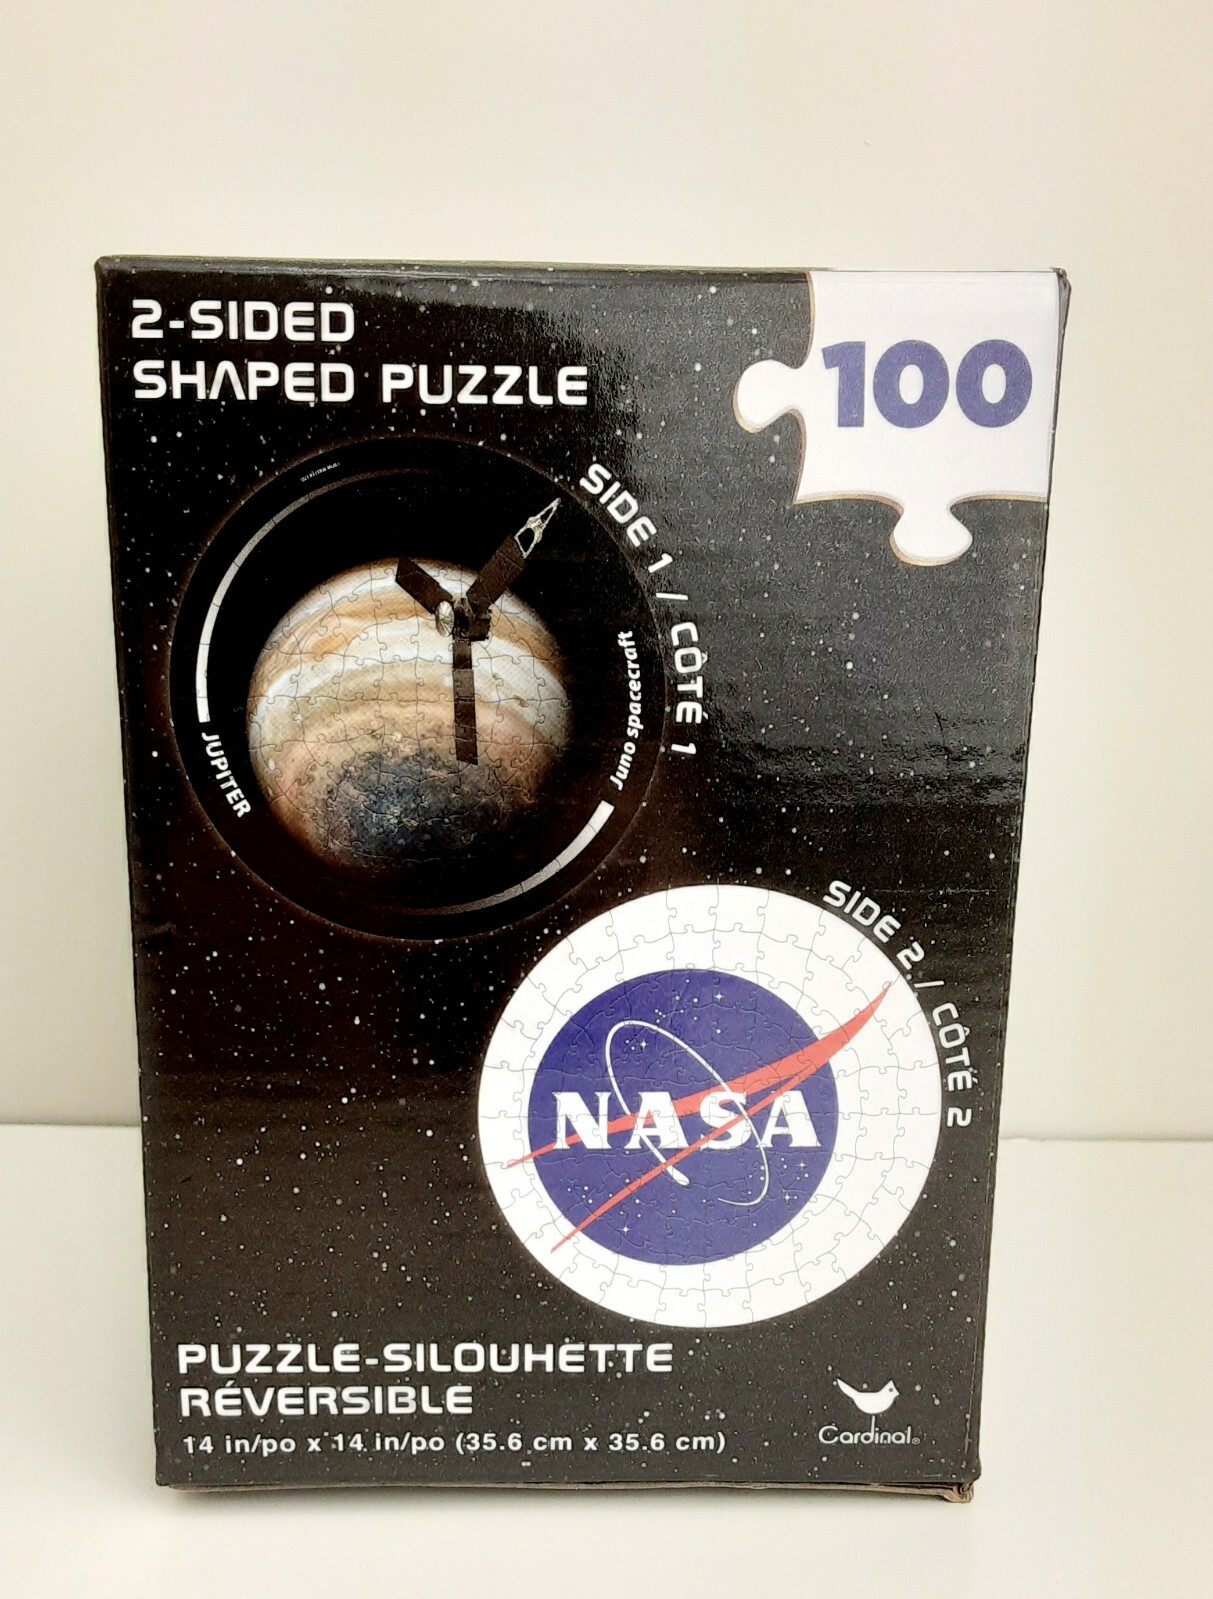 2-SIDED
SHAPED PUZZLE
100
SIDE 1 / CÔTÉ 1
JUPITER
Juno spacecraft
SIDE 2 / CÔTÉ 2
NASA
PUZZLE-SILOUHETTE
RÉVERSIBLE
14 in/po x 14 in/po (35.6 cm x 35.6 cm)
Cardinal®